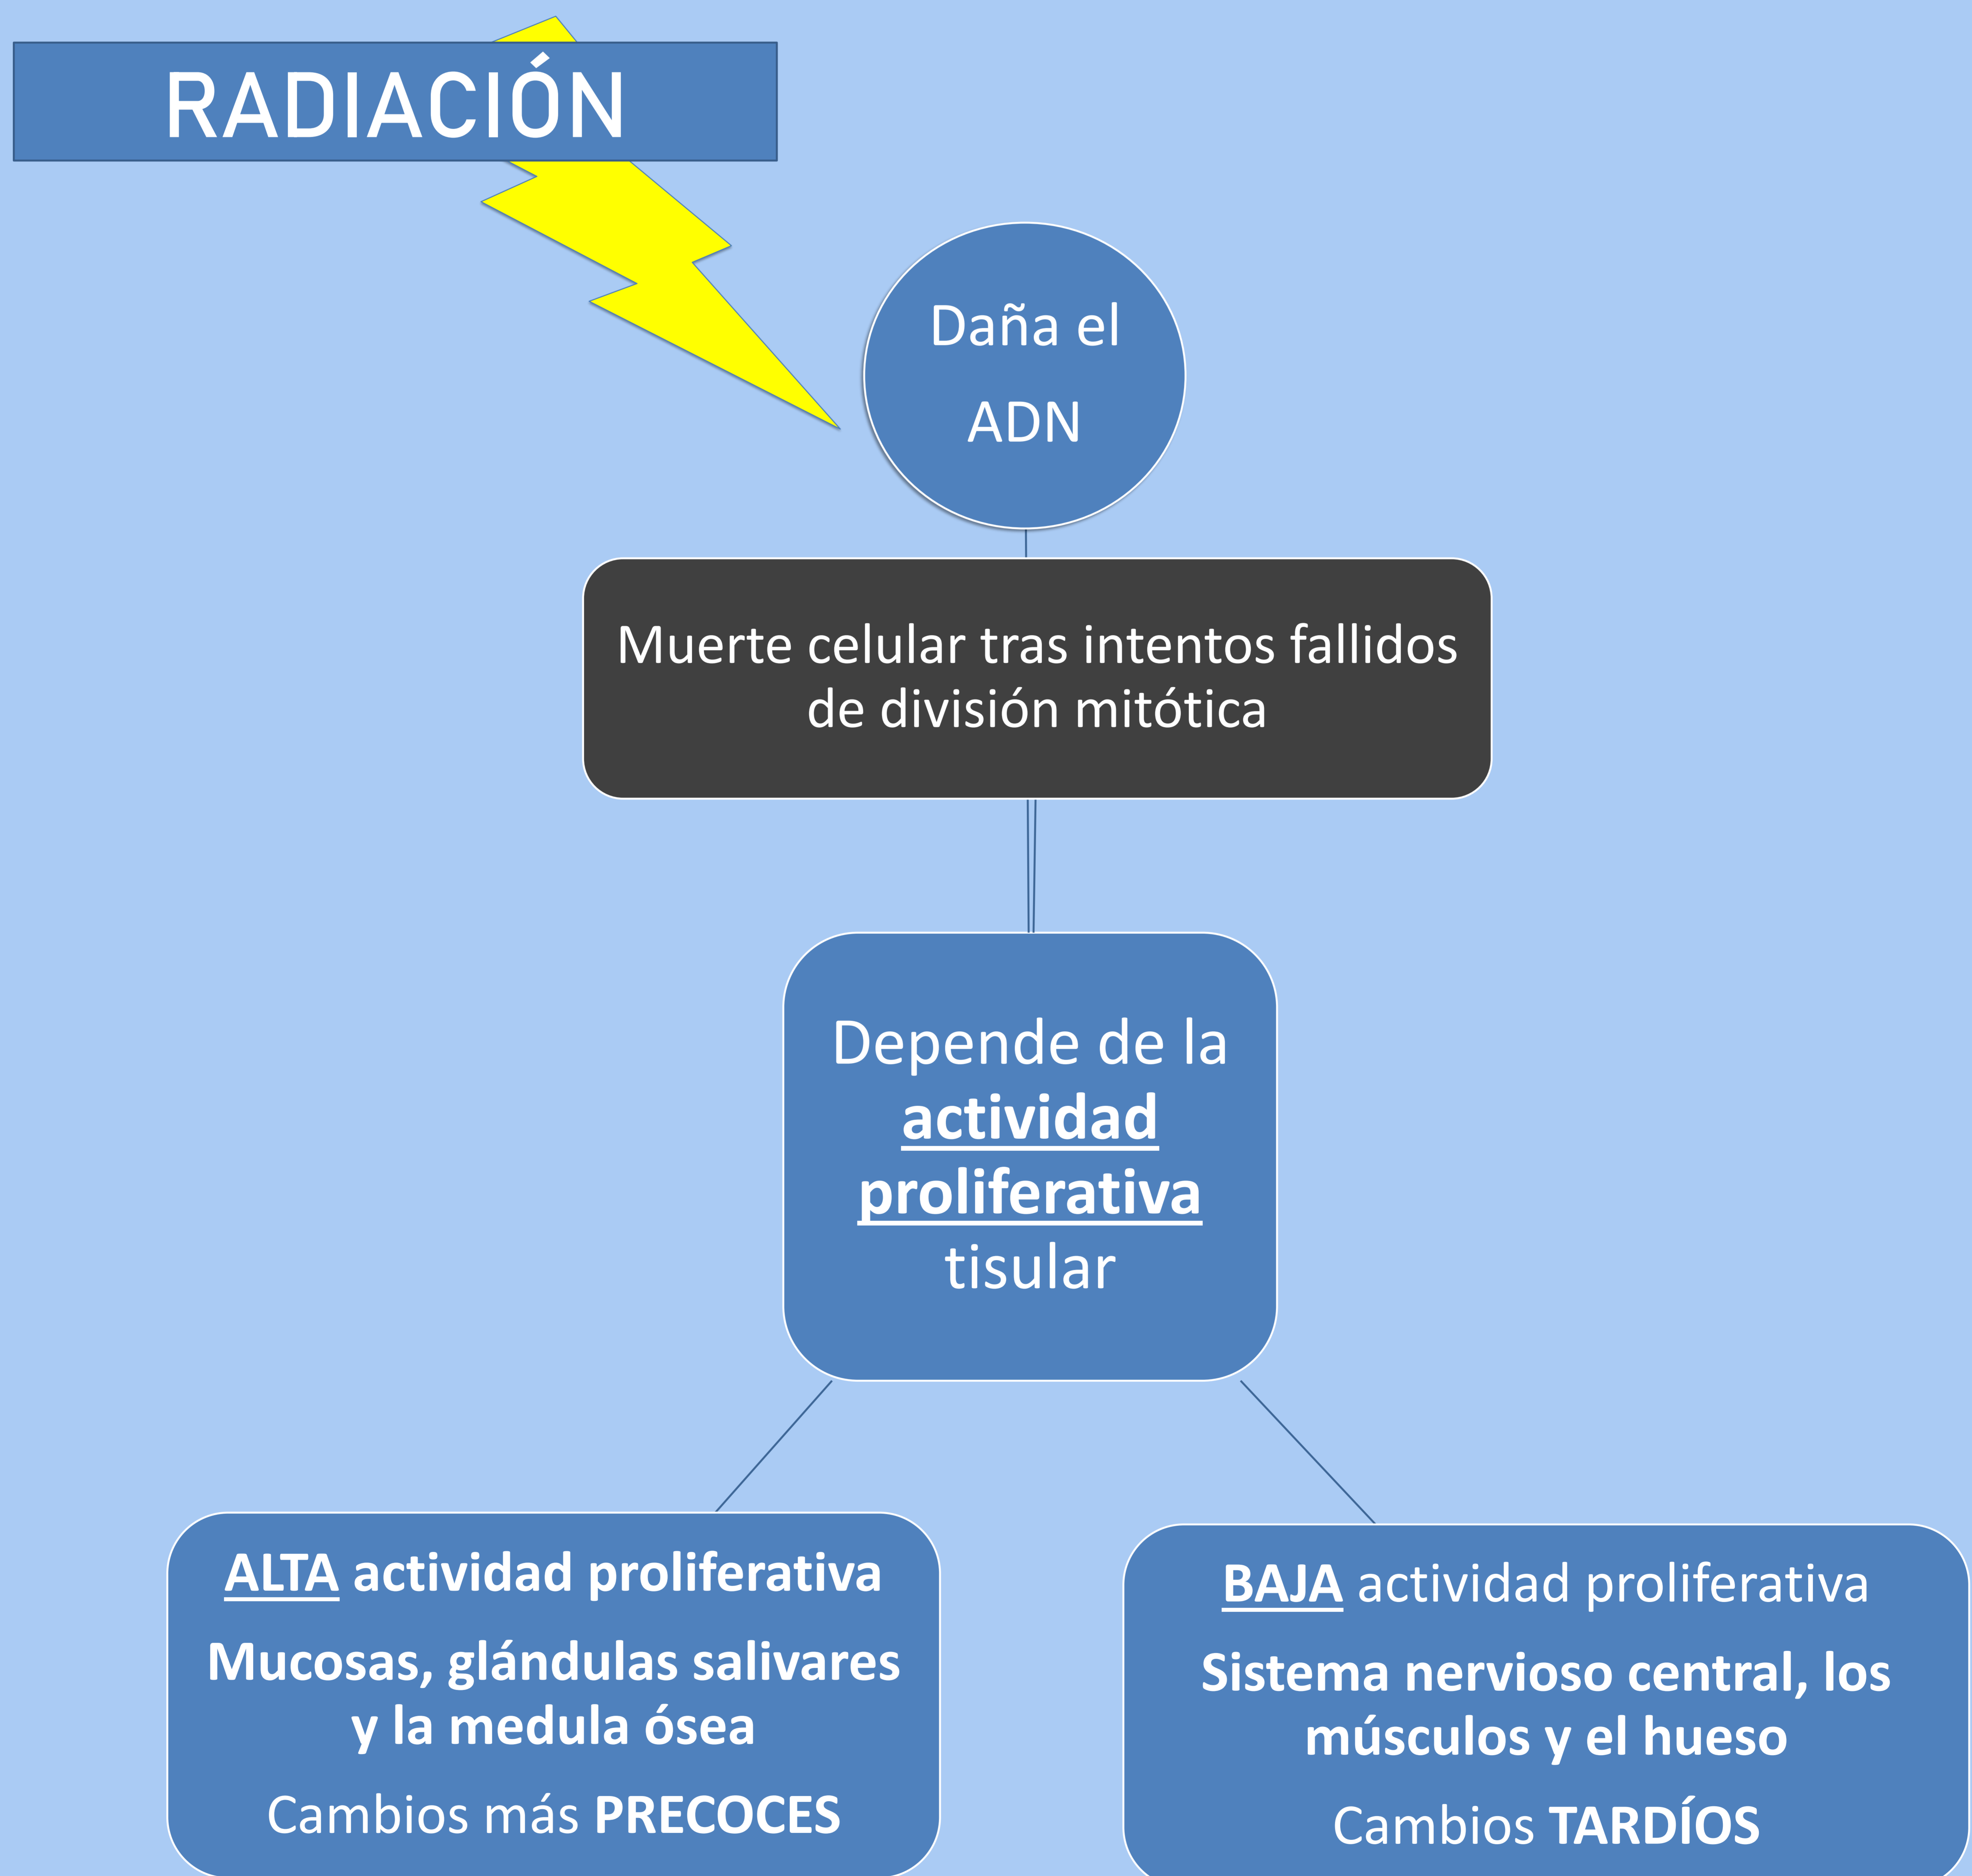 RADIACIÓN
Daña el
ADN
Muerte celular tras intentos fallidos
de división mitótica
Depende de la
actividad
proliferativa
tisular
ALTA actividad proliferativa
Mucosas, glándulas salivares
y la medula ósea
Cambios más PRECOCES
BAJA actividad proliferativa
Sistema nervioso central, los
músculos y el hueso
Cambios TARDÍOS